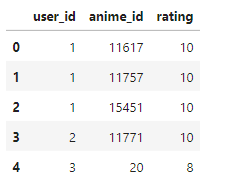 user_id anime_id rating
0 1 11617 10
1 1 11757 10
2 1 15451 10
3 2 11771 10
4 3 20 8